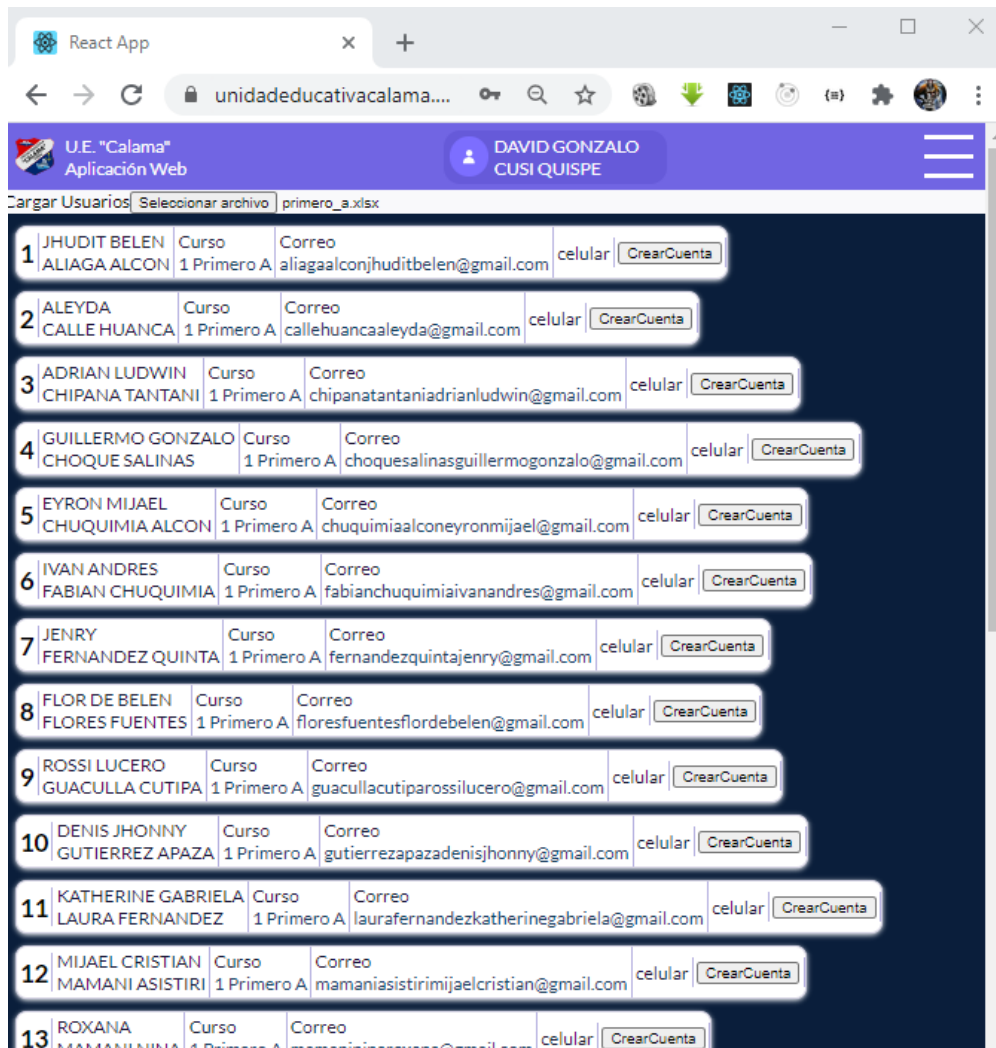 React App
unidadeducativacalama....
U.E. "Calama"
Aplicación Web
DAVID GONZALO
CUSI QUISPE
Cargar Usuarios Seleccionar archivo primero_a.xlsx
1 JHUDIT BELEN Curso Correo
ALIAGA ALCON 1 Primero A aliagaalconjhuditbelen@gmail.com celular CrearCuenta
2 ALEYDA Curso Correo
CALLE HUANCA 1 Primero A callehuancaaleyda@gmail.com celular CrearCuenta
3 ADRIAN LUDWIN Curso Correo
CHIPANA TANTANI 1 Primero A chipanatantaniadrianludwin@gmail.com celular CrearCuenta
4 GUILLERMO GONZALO Curso Correo
CHOQUE SALINAS 1 Primero A choquesalinasguillermogonzalo@gmail.com celular CrearCuenta
5 EYRON MIJAEL Curso Correo
CHUQUIMIA ALCON 1 Primero A chuquimiaalconeyronmijael@gmail.com celular CrearCuenta
6 IVAN ANDRES Curso Correo
FABIAN CHUQUIMIA 1 Primero A fabianchuquimiaivanandres@gmail.com celular CrearCuenta
7 JENRY Curso Correo
FERNANDEZ QUINTA 1 Primero A fernandezquintajenry@gmail.com celular CrearCuenta
8 FLOR DE BELEN Curso Correo
FLORES FUENTES 1 Primero A floresfuentesflordebelen@gmail.com celular CrearCuenta
9 ROSSI LUCERO Curso Correo
GUACULLA CUTIPA 1 Primero A guacullacutiparossilucero@gmail.com celular CrearCuenta
10 DENIS JHONNY Curso Correo
GUTIERREZ APAZA 1 Primero A gutierrezapazadenisjhonny@gmail.com celular CrearCuenta
11 KATHERINE GABRIELA Curso Correo
LAURA FERNANDEZ 1 Primero A laurafernandezkatherinegabriela@gmail.com celular CrearCuenta
12 MIJAEL CRISTIAN Curso Correo
MAMANI ASISTIRI 1 Primero A mamaniasistirimijaelcristian@gmail.com celular CrearCuenta
13 ROXANA Curso Correo
MAMANI NINA 1 Primero A mamanininaroxana@gmail.com celular CrearCuenta